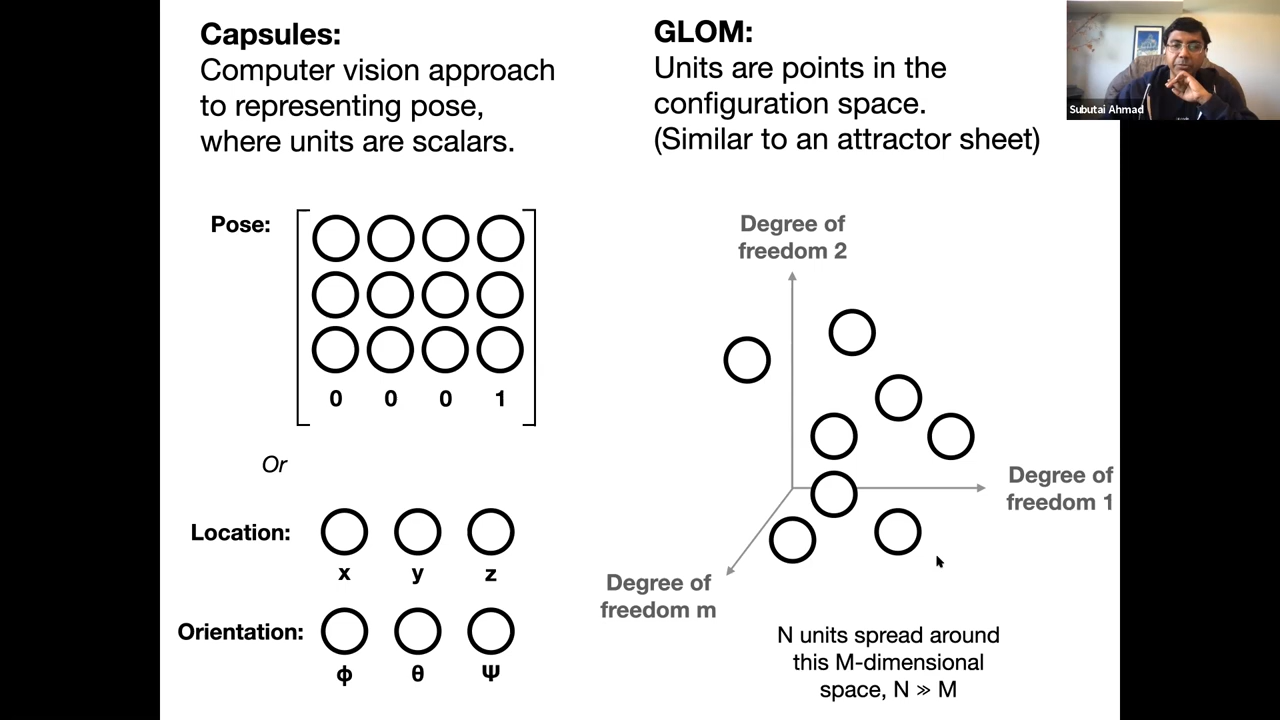 Capsules:
Computer vision approach
to representing pose,
where units are scalars.
Pose:
0 0 0 1
Or
Location:
x y z
Orientation:
ϕ θ Ψ
GLOM:
Units are points in the
configuration space.
(Similar to an attractor sheet)
Degree of
freedom 2
Degree of
freedom 1
Degree of
freedom m
N units spread around
this M-dimensional
space, N ≫ M
Subutai Ahmad